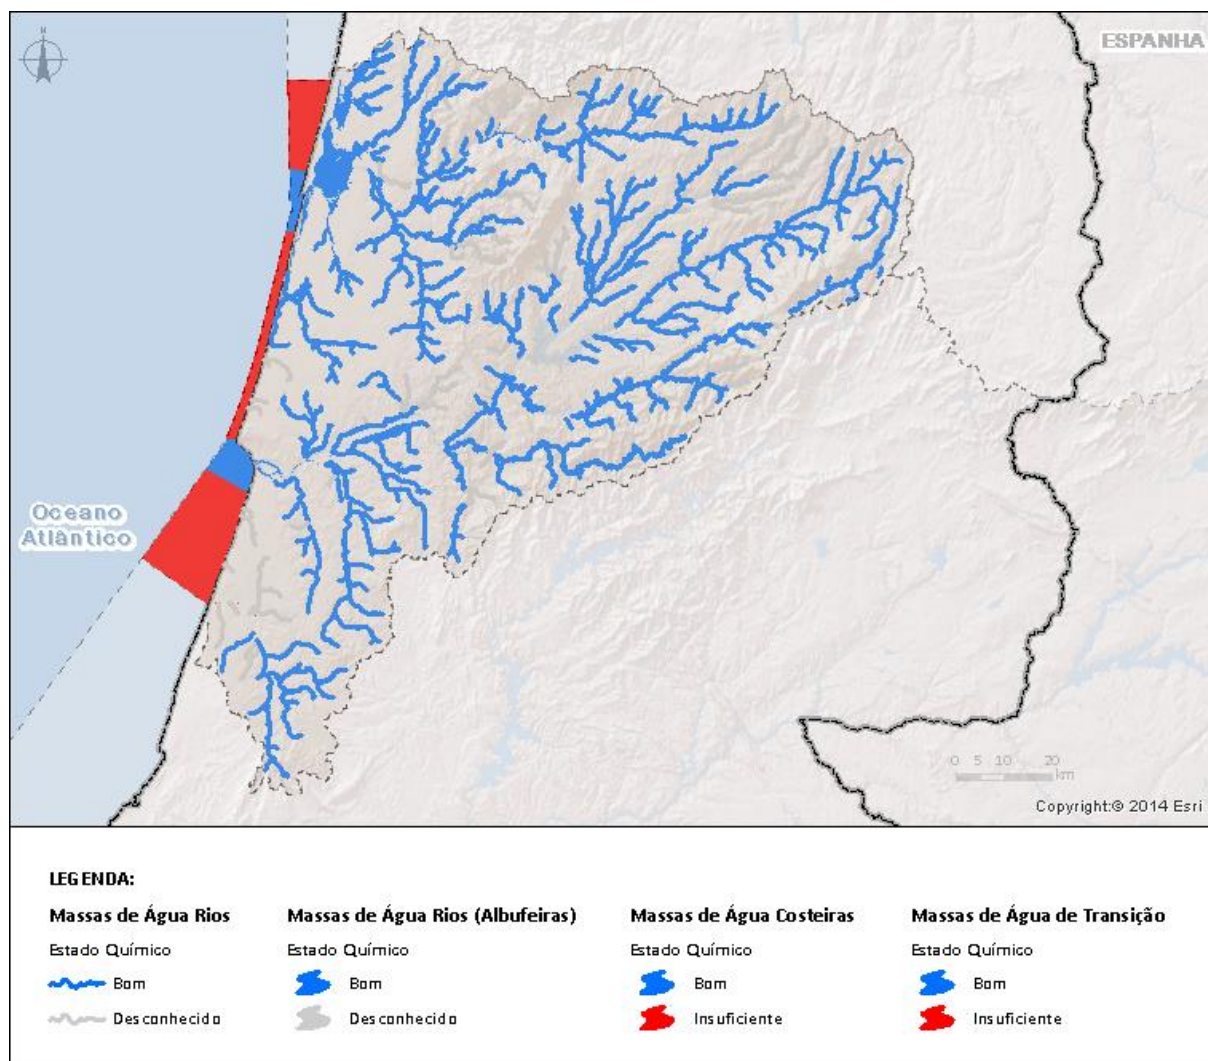 N
ESPANHA
Oceano
Atlântico
0 5 10 20
km
Copyright:© 2014 Esri
LEGENDA:
Massas de Água Rios
Massas de Água Rios (Albufeiras)
Massas de Água Costeiras
Massas de Água de Transição
Estado Químico
Estado Químico
Estado Químico
Estado Químico
Bom
Bom
Bom
Bom
Desconhecido
Desconhecido
Insuficiente
Insuficiente